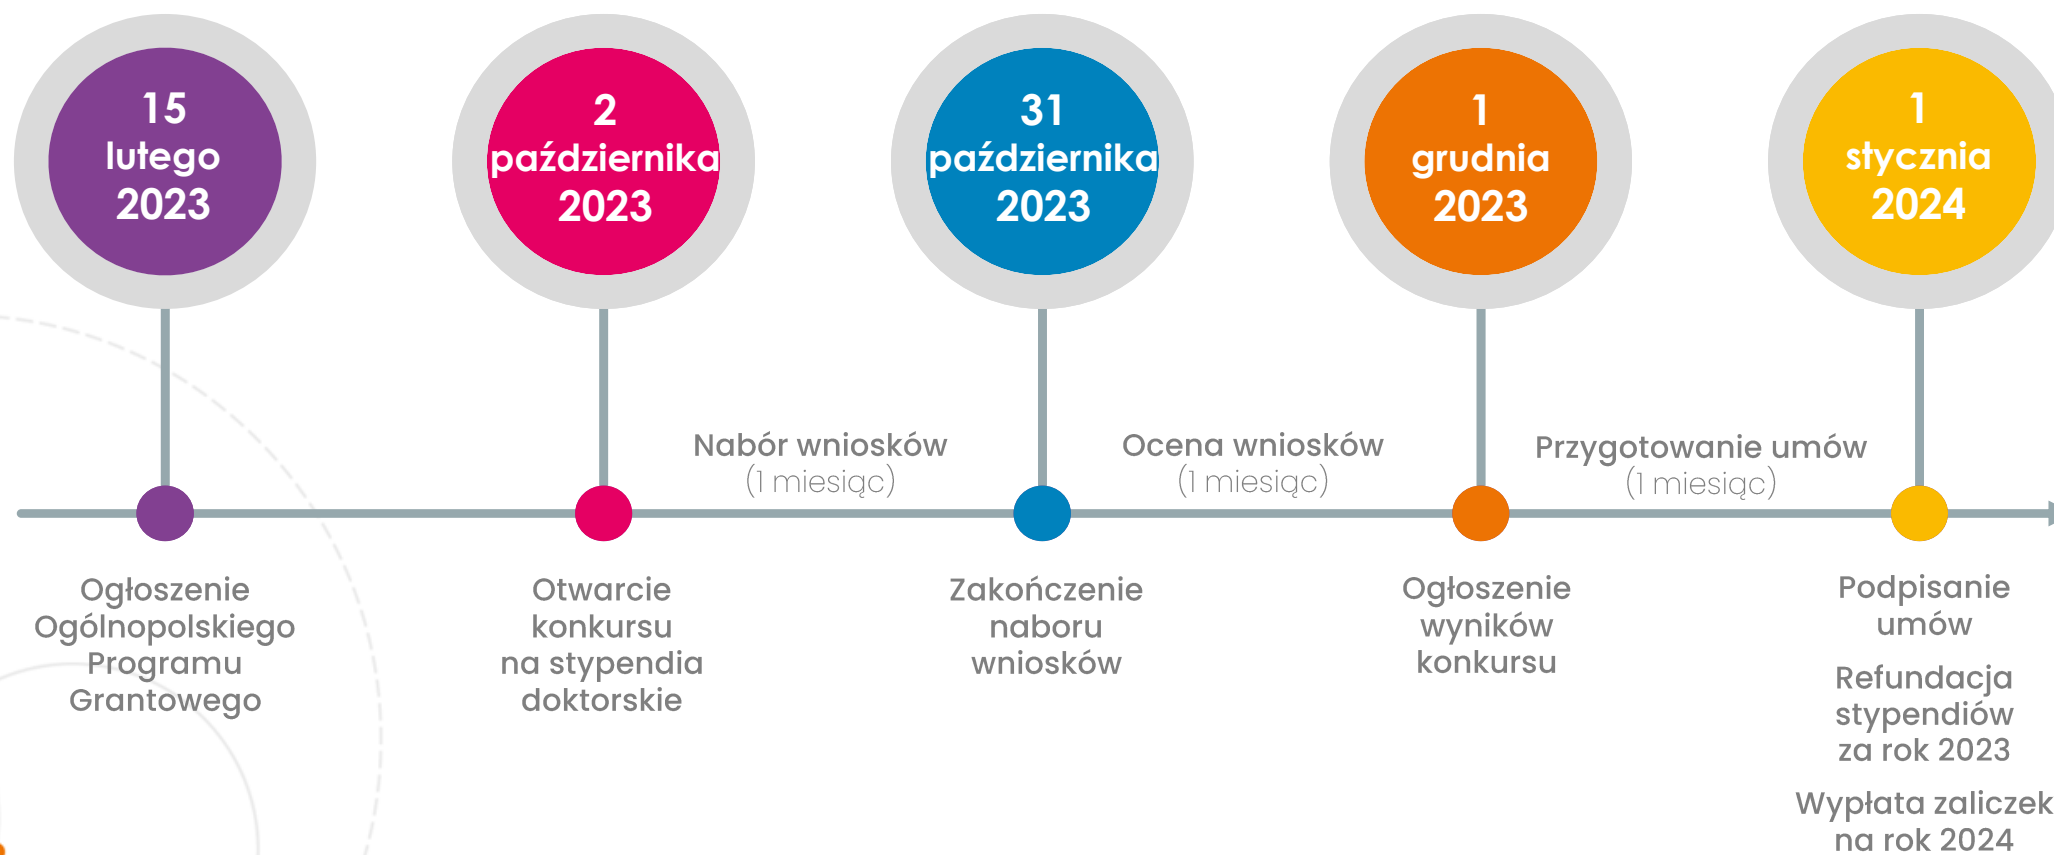 15
lutego
2023
2
października
2023
31
października
2023
1
grudnia
2023
1
stycznia
2024
Nabór wniosków
(1 miesiąc)
Ocena wniosków
(1 miesiąc)
Przygotowanie umów
(1 miesiąc)
Ogłoszenie
Ogólnopolskiego
Programu
Grantowego
Otwarcie
konkursu
na stypendia
doktorskie
Zakończenie
naboru
wniosków
Ogłoszenie
wyników
konkursu
Podpisanie
umów
Refundacja
stypendiów
za rok 2023
Wypłata zaliczek
na rok 2024